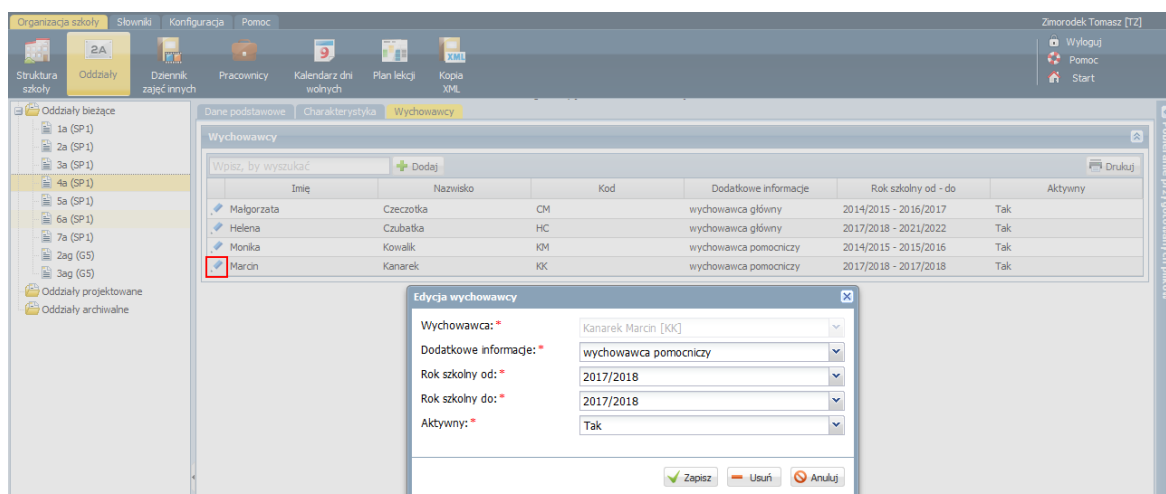 Organizacja szkoły Słowniki Konfiguracja Pomoc Zimorodek Tomasz [TZ]
2A 9 XML
Struktura szkoły Oddziały Dziennik zajęć innych Pracownicy Kalendarz dni wolnych Plan lekcji Kopia XML
Wyloguj
Pomoc
Start
Oddziały bieżące
1a (SP1)
2a (SP1)
3a (SP1)
4a (SP1)
5a (SP1)
6a (SP1)
7a (SP1)
2ag (G5)
3ag (G5)
Oddziały projektowane
Oddziały archiwalne
Dane podstawowe Charakterystyka Wychowawcy
Wychowawcy
Wpisz, by wyszukać Dodaj Drukuj
Imię Nazwisko Kod Dodatkowe informacje Rok szkolny od - do Aktywny
Małgorzata Czeczotka CM wychowawca główny 2014/2015 - 2016/2017 Tak
Helena Czubatka HC wychowawca główny 2017/2018 - 2021/2022 Tak
Monika Kowalik KM wychowawca pomocniczy 2014/2015 - 2015/2016 Tak
Marcin Kanarek KK wychowawca pomocniczy 2017/2018 - 2017/2018 Tak
Edycja wychowawcy
Wychowawca: * Kanarek Marcin [KK]
Dodatkowe informacje: * wychowawca pomocniczy
Rok szkolny od: * 2017/2018
Rok szkolny do: * 2017/2018
Aktywny: * Tak
Zapisz Usuń Anuluj